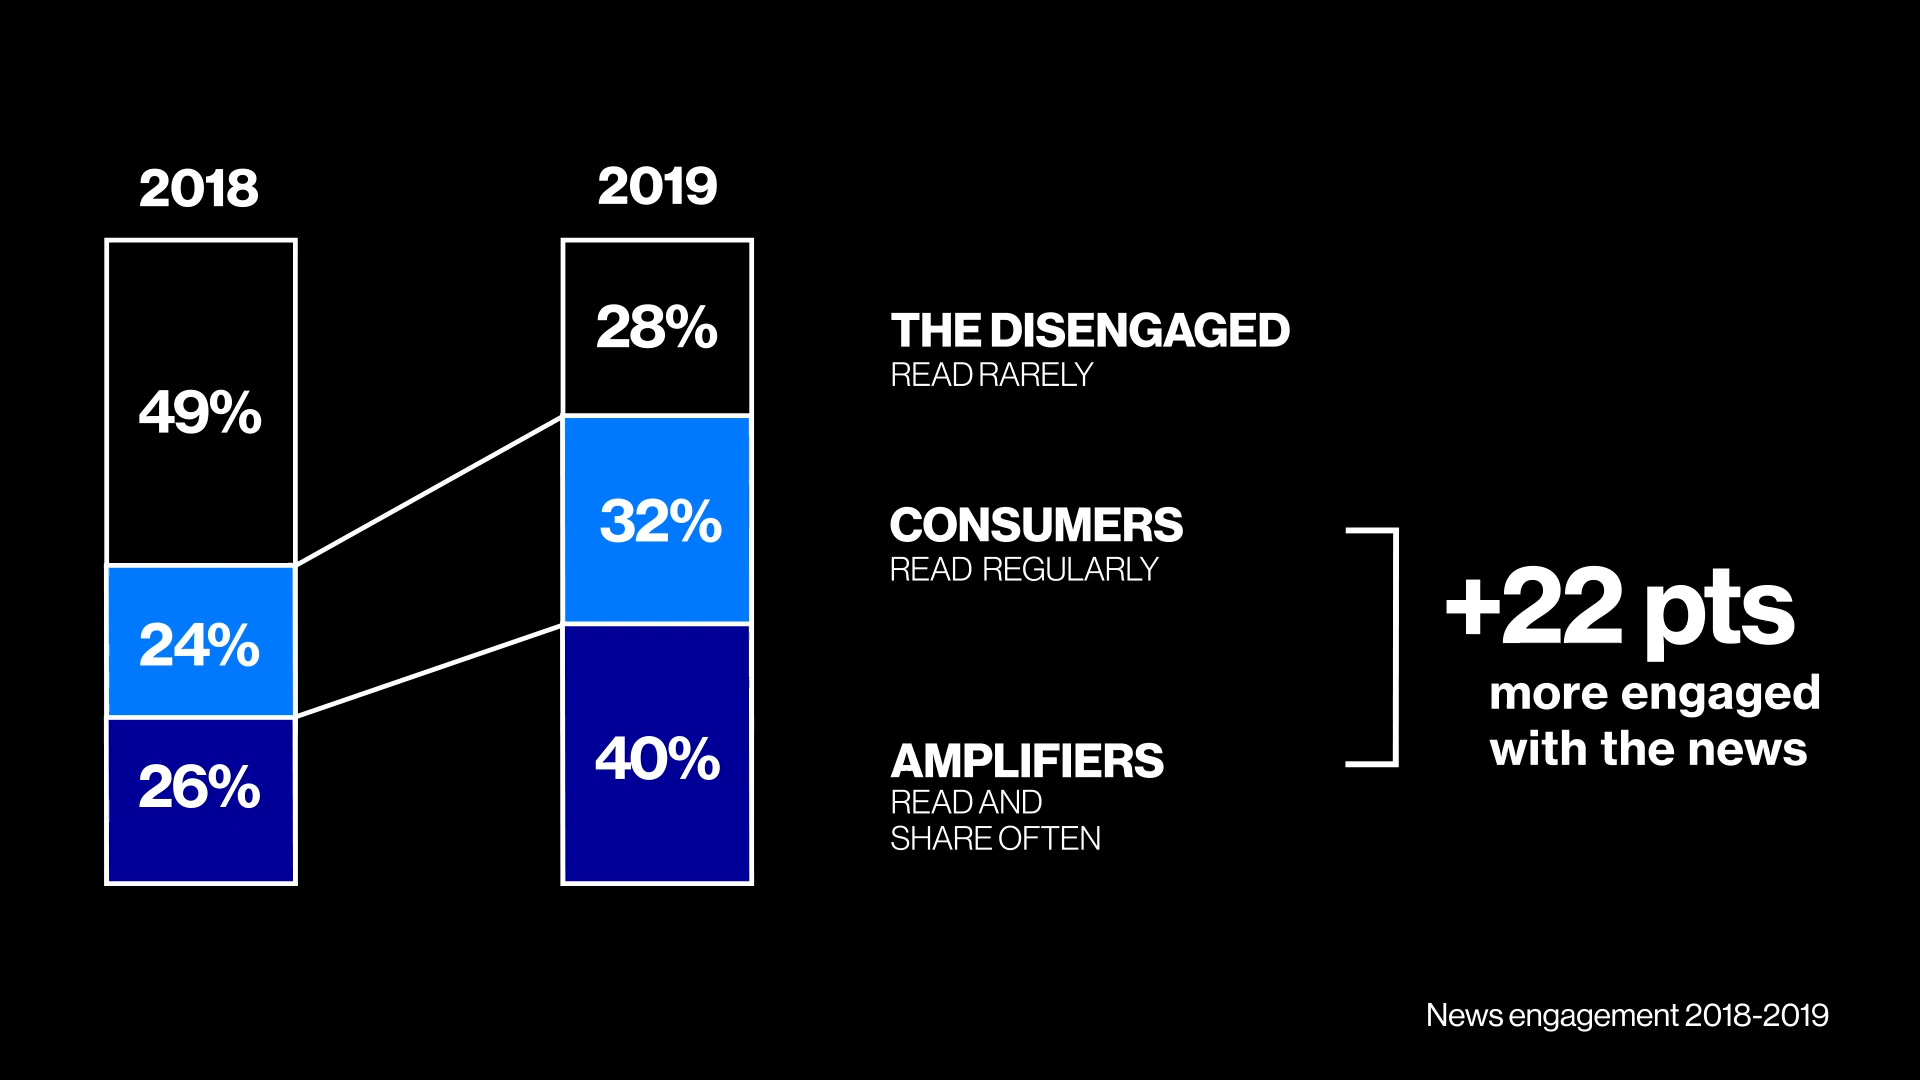 2018
2019
49%
24%
26%
28%
32%
40%
THE DISENGAGED
READ RARELY
CONSUMERS
READ REGULARLY
AMPLIFIERS
READ AND
SHARE OFTEN
+22 pts
more engaged
with the news
News engagement 2018-2019